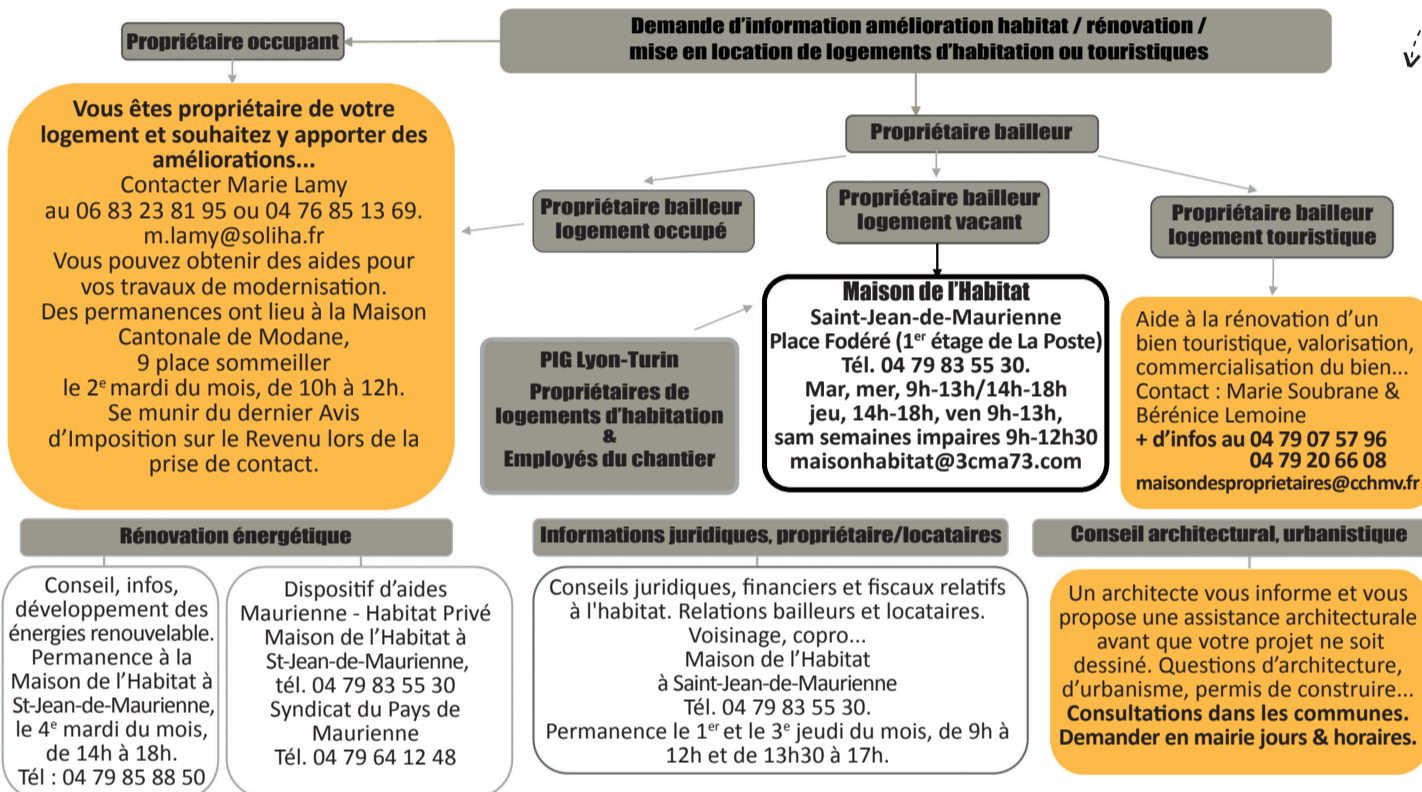 Demande d’information amélioration habitat / rénovation /
mise en location de logements d’habitation ou touristiques
Propriétaire occupant
Vous êtes propriétaire de votre
logement et souhaitez y apporter des
améliorations...
Contacter Marie Lamy
au 06 83 23 81 95 ou 04 76 85 13 69.
m.lamy@soliha.fr
Vous pouvez obtenir des aides pour
vos travaux de modernisation.
Des permanences ont lieu à la Maison
Cantonale de Modane,
9 place sommeiller
le 2e mardi du mois, de 10h à 12h.
Se munir du dernier Avis
d’Imposition sur le Revenu lors de la
prise de contact.
Propriétaire bailleur
Propriétaire bailleur
logement occupé
Propriétaire bailleur
logement vacant
Propriétaire bailleur
logement touristique
PIG Lyon-Turin
Propriétaires de
logements d’habitation
&
Employés du chantier
Maison de l’Habitat
Saint-Jean-de-Maurienne
Place Fodéré (1er étage de La Poste)
Tél. 04 79 83 55 30.
Mar, mer, 9h-13h/14h-18h
jeu, 14h-18h, ven 9h-13h,
sam semaines impaires 9h-12h30
maisonhabitat@3cma73.com
Aide à la rénovation d’un
bien touristique, valorisation,
commercialisation du bien...
Contact : Marie Soubrane &
Bérénice Lemoine
+ d’infos au 04 79 07 57 96
04 79 20 66 08
maisondesproprietaires@cchmv.fr
Rénovation énergétique
Conseil, infos,
développement des
énergies renouvelable.
Permanence à la
Maison de l’Habitat à
St-Jean-de-Maurienne,
le 4e mardi du mois,
de 14h à 18h.
Tél : 04 79 85 88 50
Dispositif d’aides
Maurienne - Habitat Privé
Maison de l’Habitat à
St-Jean-de-Maurienne,
tél. 04 79 83 55 30
Syndicat du Pays de
Maurienne
Tél. 04 79 64 12 48
Informations juridiques, propriétaire/locataires
Conseils juridiques, financiers et fiscaux relatifs
à l'habitat. Relations bailleurs et locataires.
Voisinage, copro...
Maison de l’Habitat
à Saint-Jean-de-Maurienne
Tél. 04 79 83 55 30.
Permanence le 1er et le 3e jeudi du mois, de 9h à
12h et de 13h30 à 17h.
Conseil architectural, urbanistique
Un architecte vous informe et vous
propose une assistance architecturale
avant que votre projet ne soit
dessiné. Questions d’architecture,
d’urbanisme, permis de construire...
Consultations dans les communes.
Demander en mairie jours & horaires.